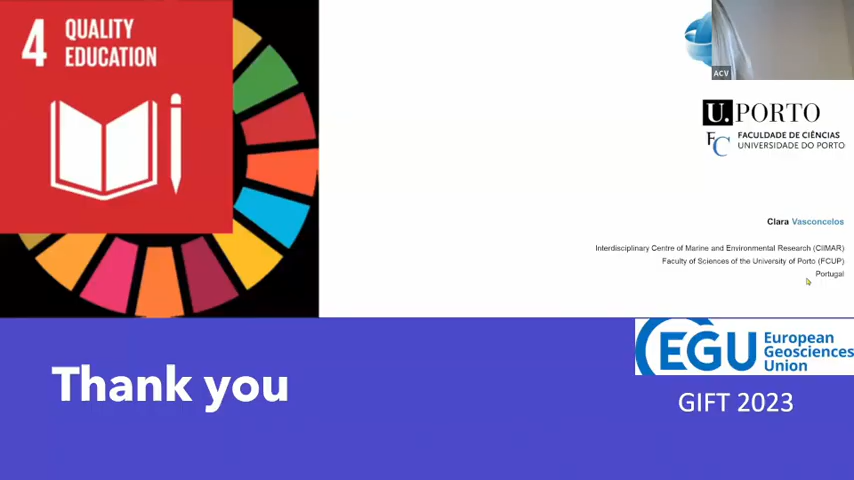 4 QUALITY
EDUCATION
ACV
U. PORTO
FC FACULDADE DE CIÊNCIAS
UNIVERSIDADE DO PORTO
Clara Vasconcelos
Interdisciplinary Centre of Marine and Environmental Research (CIIMAR)
Faculty of Sciences of the University of Porto (FCUP)
Portugal
Thank you
EGU European
Geosciences
Union
GIFT 2023